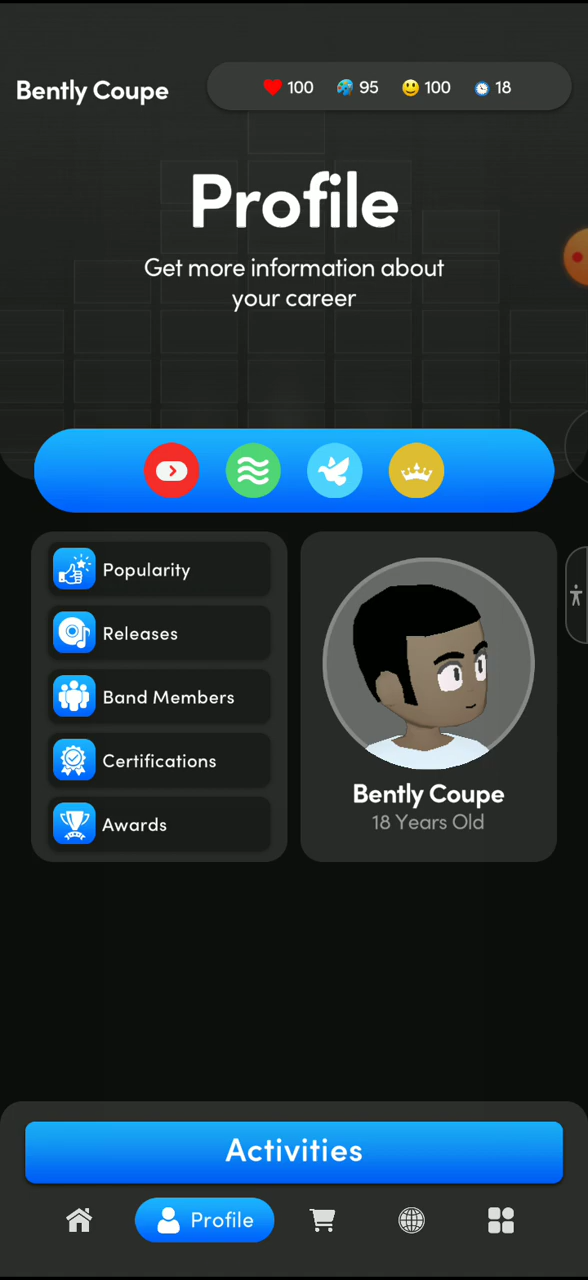 Bently Coupe
100 95 100 18
Profile
Get more information about
your career
Popularity
Releases
Band Members
Certifications
Awards
Bently Coupe
18 Years Old
Activities
Profile